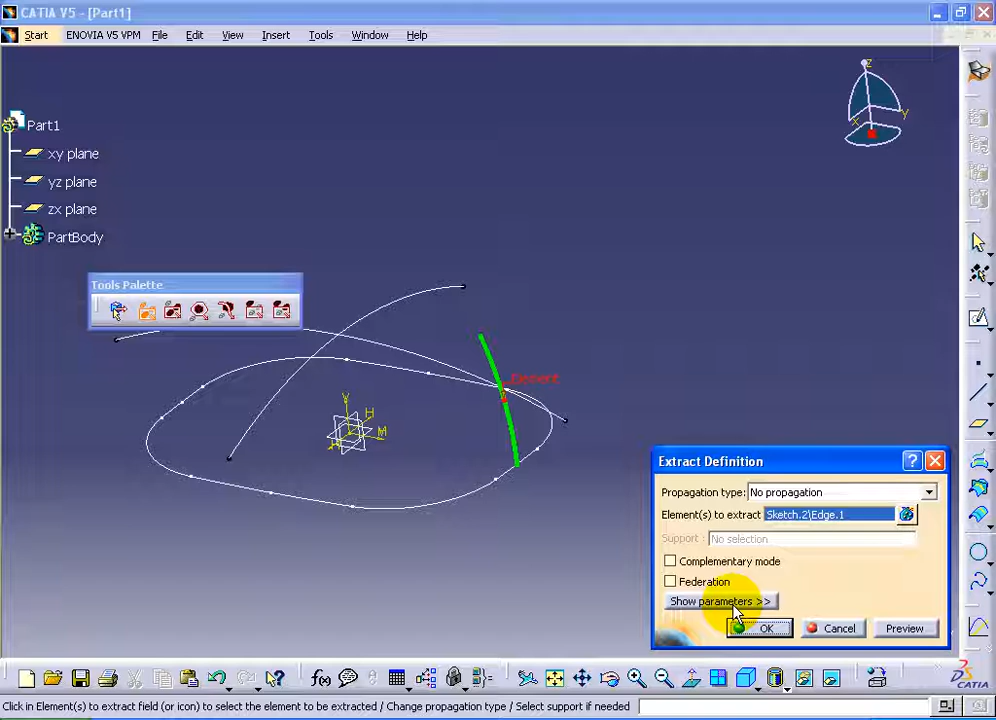 CATIA V5 - [Part1]
Start ENOVIA V5 VPM File Edit View Insert Tools Window Help
z
x y
Part1
xy plane
yz plane
zx plane
PartBody
Tools Palette
Element
V
H
M
Extract Definition
Propagation type: No propagation
Element(s) to extract Sketch.2\Edge.1
Support : No selection
Complementary mode
Federation
Show parameters >>
OK Cancel Preview
f(x)
CATIA
Click in Element(s) to extract field (or icon) to select the element to be extracted / Change propagation type / Select support if needed